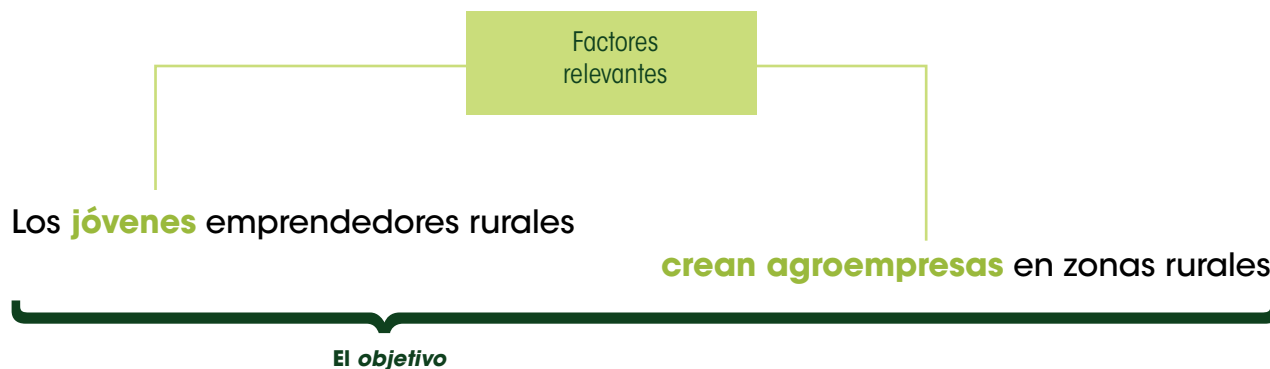 Factores
relevantes
Los jóvenes emprendedores rurales
crean agroempresas en zonas rurales
El objetivo